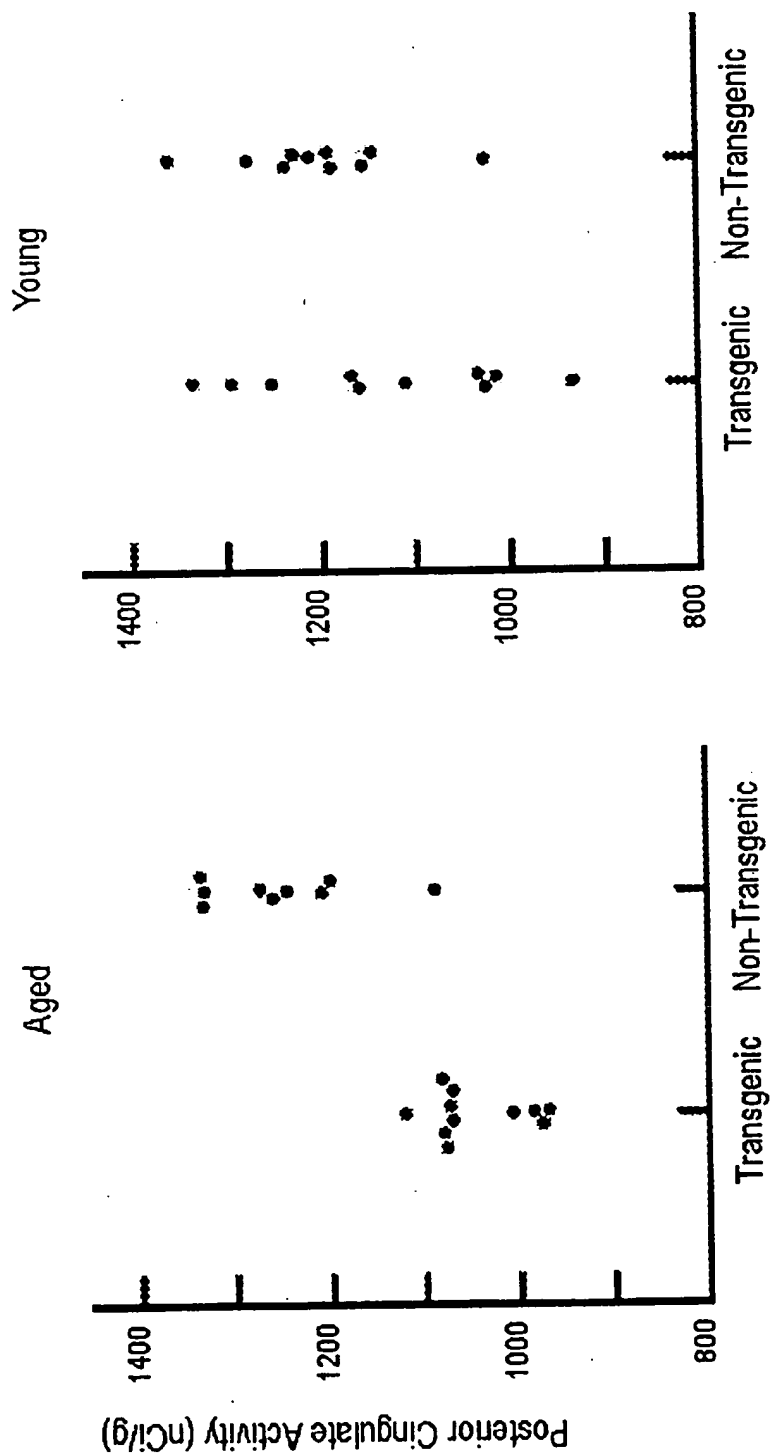 Aged
Posterior Cingulate Activity (nCi/g)
1400
1200
1000
800
Transgenic
Non-Transgenic
Young
1400
1200
1000
800
Transgenic
Non-Transgenic